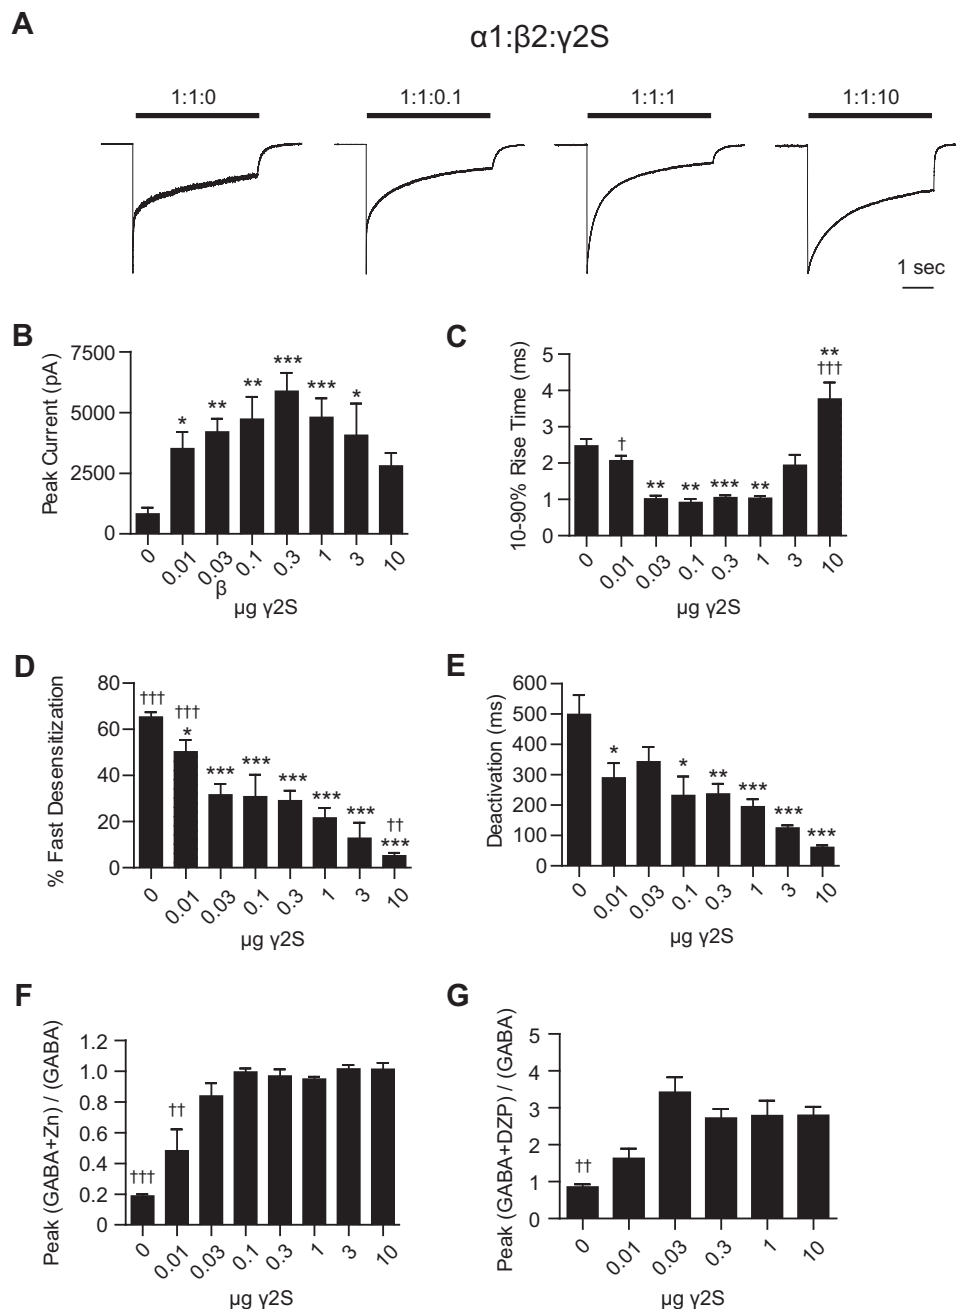 A
α1:β2:γ2S
1:1:0 1:1:0.1 1:1:1 1:1:10
1 sec
B
Peak Current (pA)
7500
5000
2500
0
* ** ** *** *** *
0 0.01 0.03 0.1 0.3 1 3 10
β
µg γ2S
C
10-90% Rise Time (ms)
5
4
3
2
1
0
† ** ** *** ** **
†††
0 0.01 0.03 0.1 0.3 1 3 10
µg γ2S
D
% Fast Desensitization
80
60
40
20
0
††† †††
* *** *** *** *** *** ††
***
0 0.01 0.03 0.1 0.3 1 3 10
µg γ2S
E
Deactivation (ms)
600
500
400
300
200
100
0
* * ** *** *** ***
0 0.01 0.03 0.1 0.3 1 3 10
µg γ2S
F
Peak (GABA+Zn) / (GABA)
1.2
1.0
0.8
0.6
0.4
0.2
0
††† ††
0 0.01 0.03 0.1 0.3 1 3 10
µg γ2S
G
Peak (GABA+DZP) / (GABA)
5
4
3
2
1
0
††
0 0.01 0.03 0.3 1 10
µg γ2S